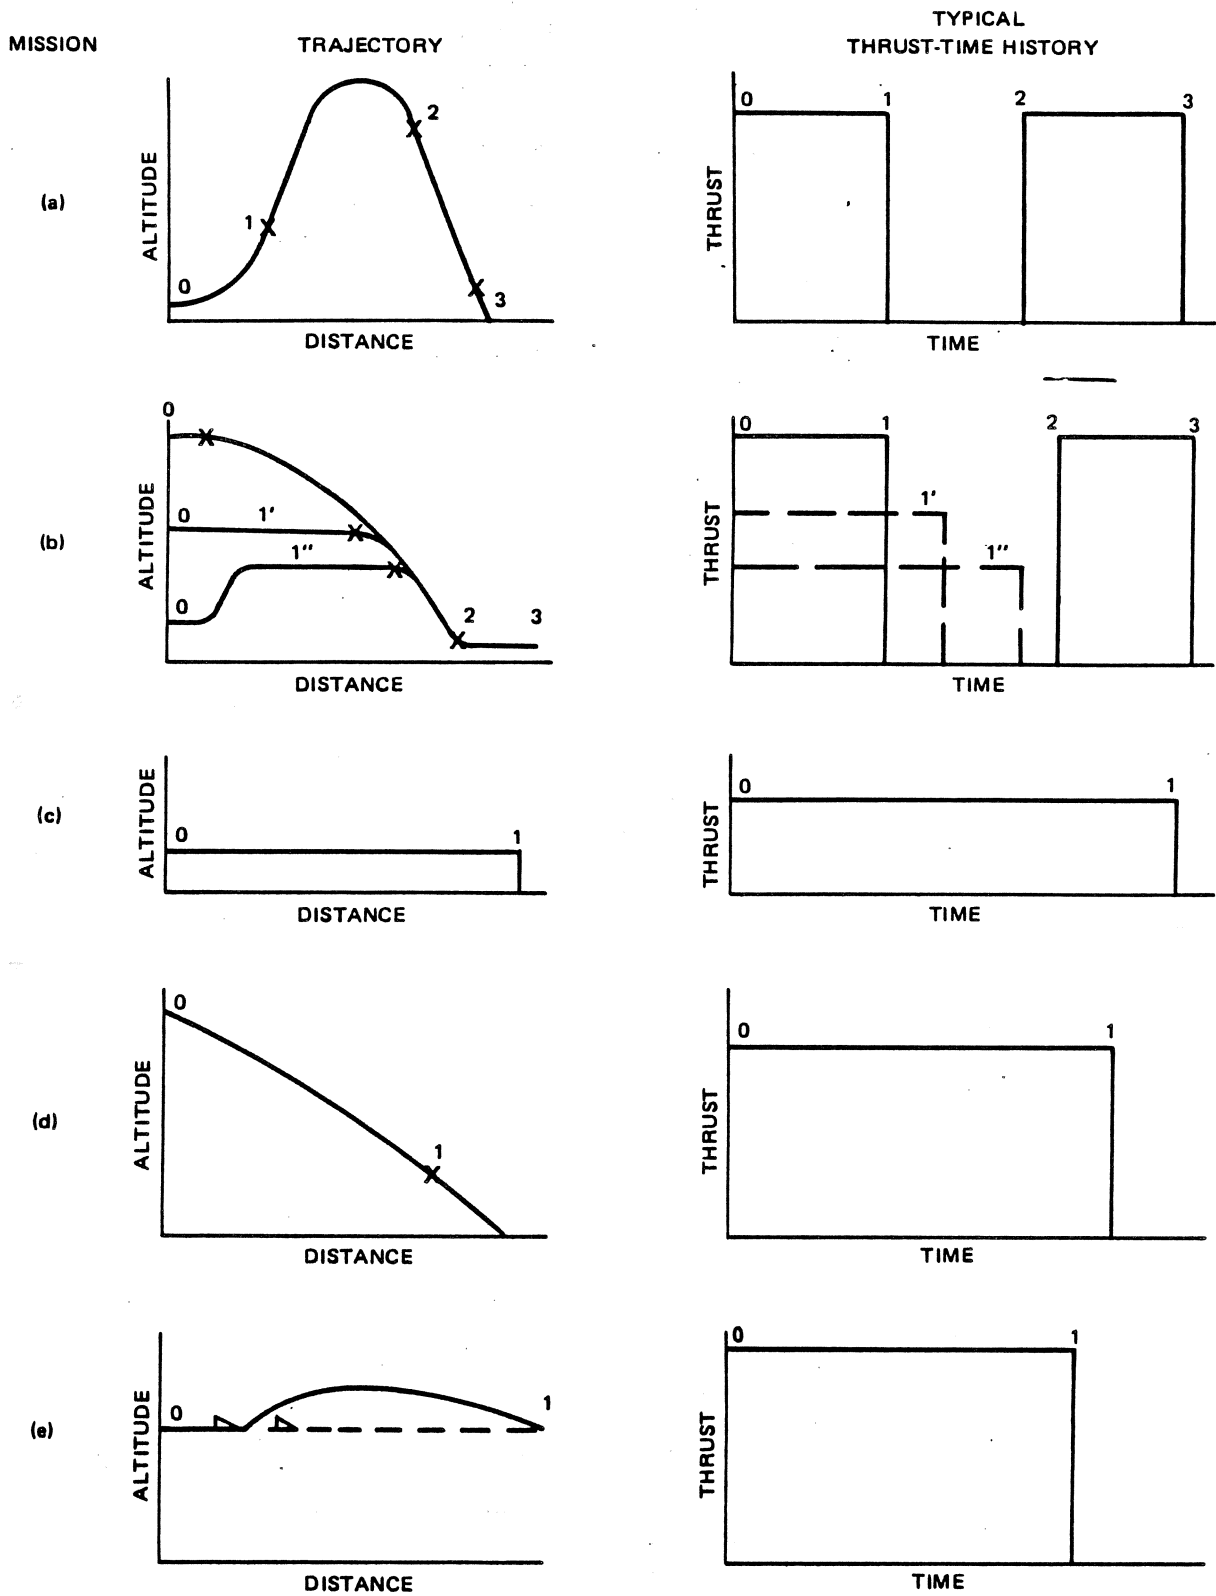 MISSION
TRAJECTORY
TYPICAL
THRUST-TIME HISTORY
(a)
ALTITUDE
0
1
2
3
DISTANCE
THRUST
0
1
2
3
TIME
(b)
ALTITUDE
0
0
1'
1''
0
2
3
DISTANCE
THRUST
0
1
1'
1''
2
3
TIME
(c)
ALTITUDE
0
1
DISTANCE
THRUST
0
1
TIME
(d)
ALTITUDE
0
1
DISTANCE
THRUST
0
1
TIME
(e)
ALTITUDE
0
1
DISTANCE
THRUST
0
1
TIME